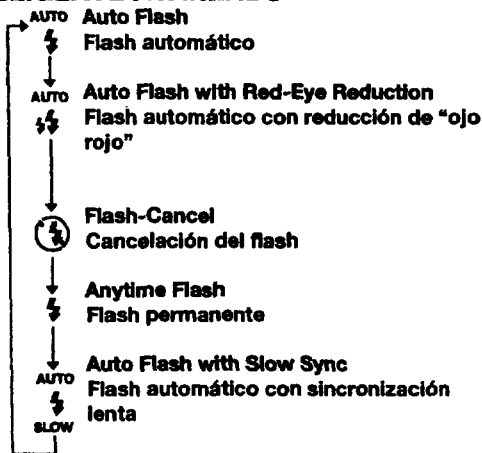 AUTO Auto Flash
Flash automático
AUTO Auto Flash with Red-Eye Reduction
Flash automático con reducción de "ojo
rojo"
Flash-Cancel
Cancelación del flash
Anytime Flash
Flash permanente
Auto Flash with Slow Sync
AUTO Flash automático con sincronización
lenta
SLOW